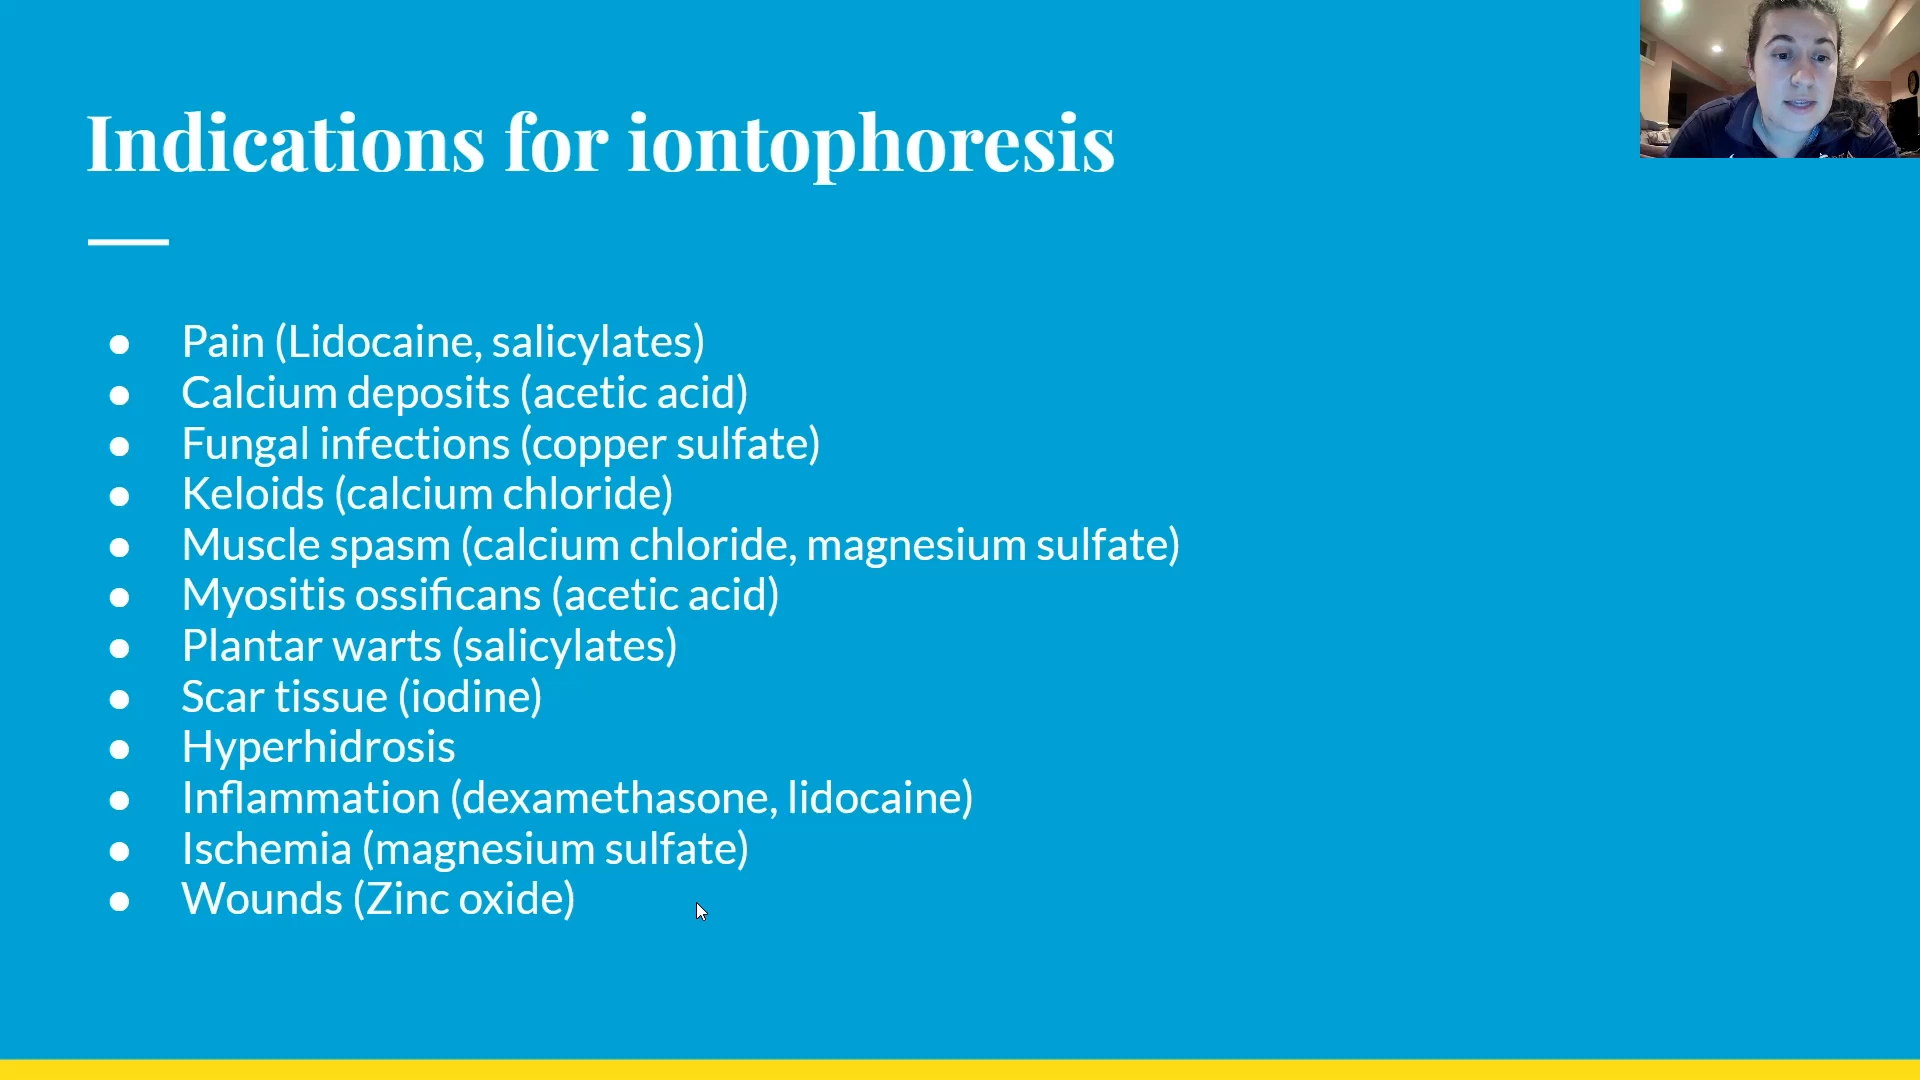 Indications for iontophoresis
● Pain (Lidocaine, salicylates)
● Calcium deposits (acetic acid)
● Fungal infections (copper sulfate)
● Keloids (calcium chloride)
● Muscle spasm (calcium chloride, magnesium sulfate)
● Myositis ossificans (acetic acid)
● Plantar warts (salicylates)
● Scar tissue (iodine)
● Hyperhidrosis
● Inflammation (dexamethasone, lidocaine)
● Ischemia (magnesium sulfate)
● Wounds (Zinc oxide)